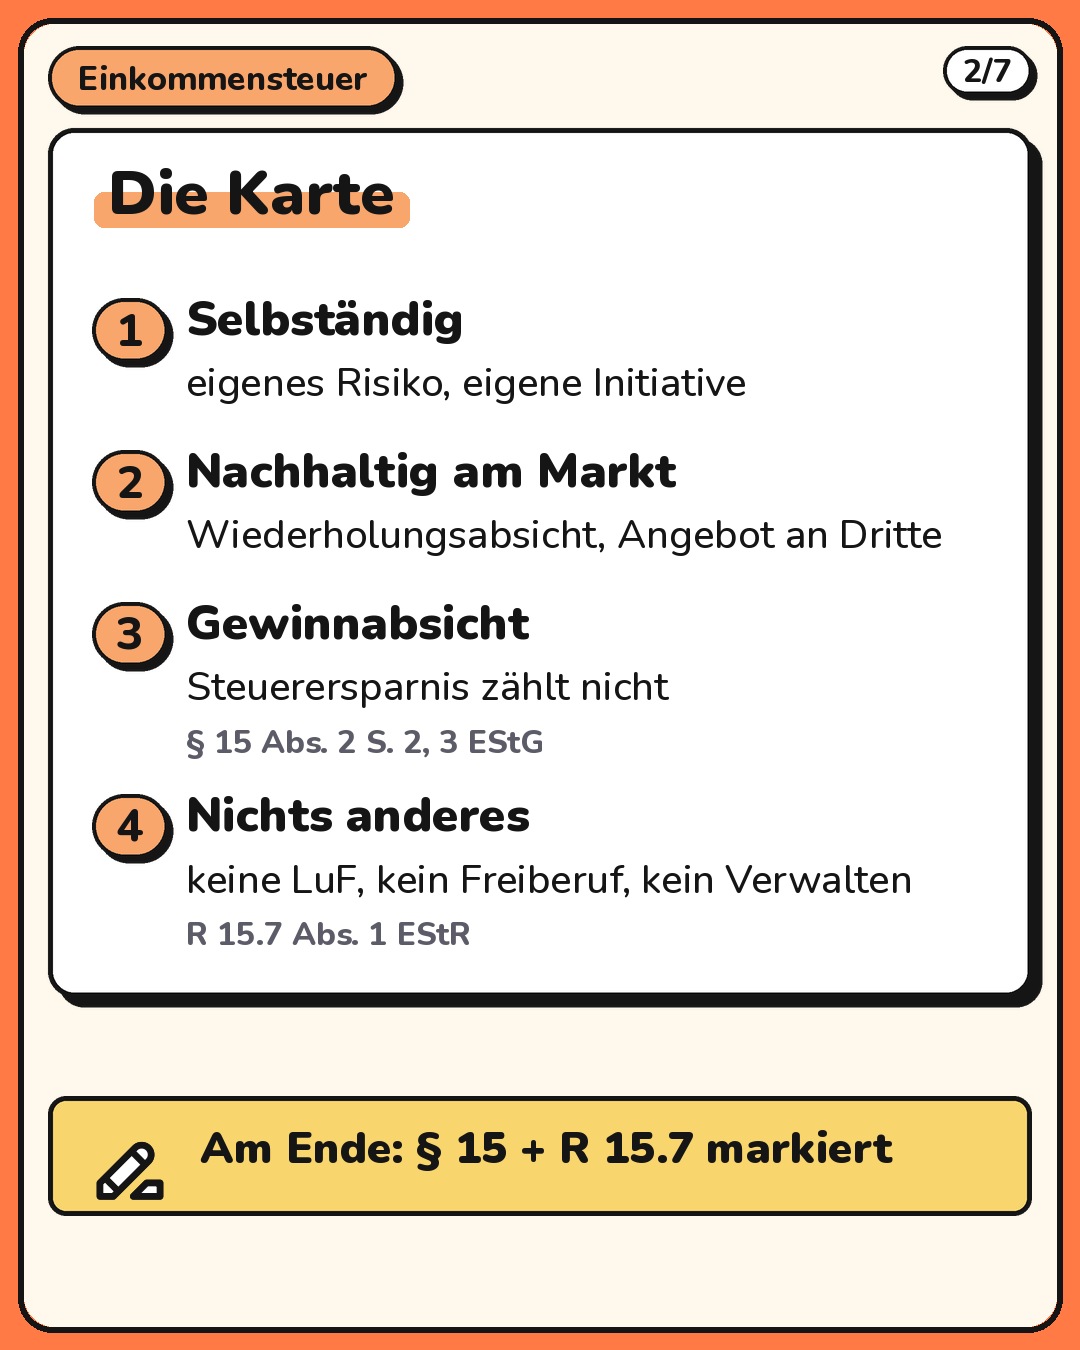 Einkommensteuer
2/7
Die Karte
1 Selbständig
eigenes Risiko, eigene Initiative
2 Nachhaltig am Markt
Wiederholungsabsicht, Angebot an Dritte
3 Gewinnabsicht
Steuerersparnis zählt nicht
§ 15 Abs. 2 S. 2, 3 EStG
4 Nichts anderes
keine LuF, kein Freiberuf, kein Verwalten
R 15.7 Abs. 1 EStR
Am Ende: § 15 + R 15.7 markiert